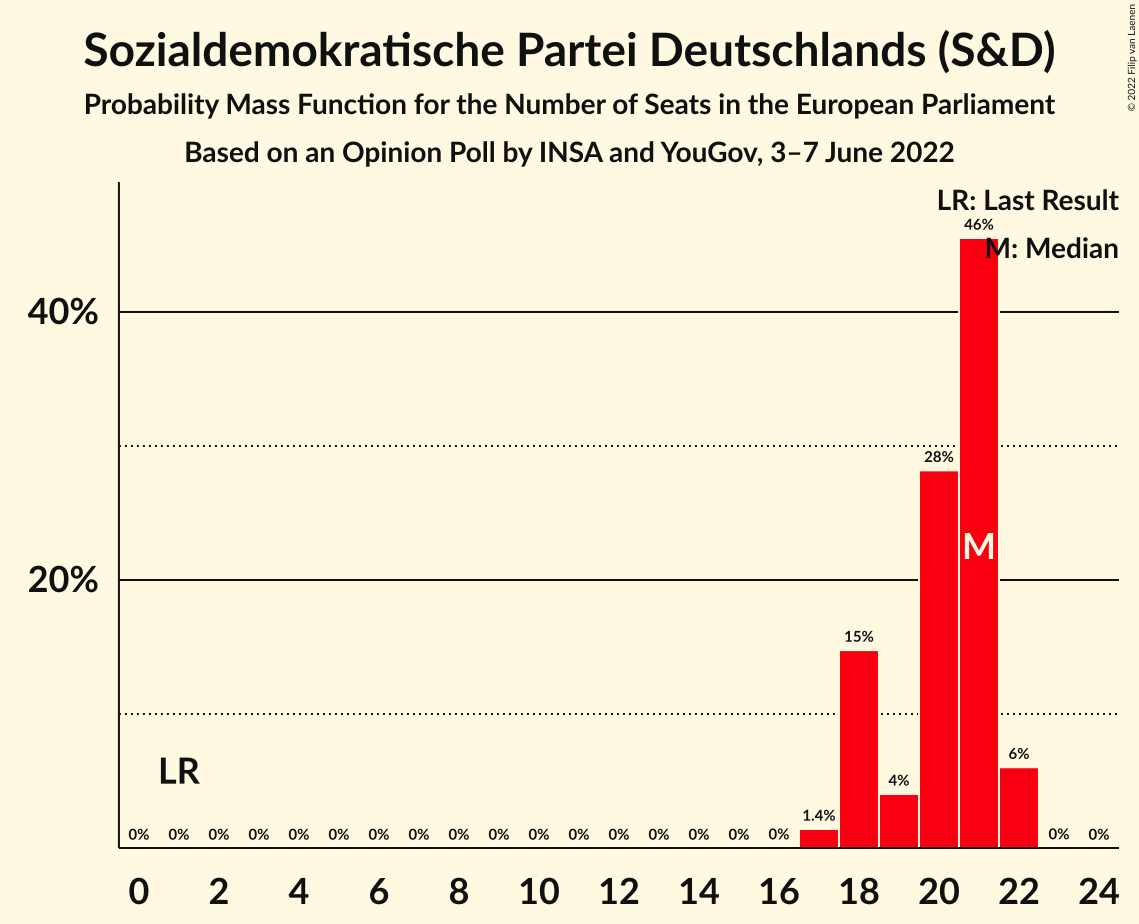 Sozialdemokratische Partei Deutschlands (S&D)
Probability Mass Function for the Number of Seats in the European Parliament
Based on an Opinion Poll by INSA and YouGov, 3–7 June 2022
© 2022 Filip van Laenen
LR: Last Result
M: Median
46%
40%
28%
M
20%
15%
LR
6%
4%
1.4%
0% 0% 0% 0% 0% 0% 0% 0% 0% 0% 0% 0% 0% 0% 0% 0% 0% 0% 0%
0 2 4 6 8 10 12 14 16 18 20 22 24